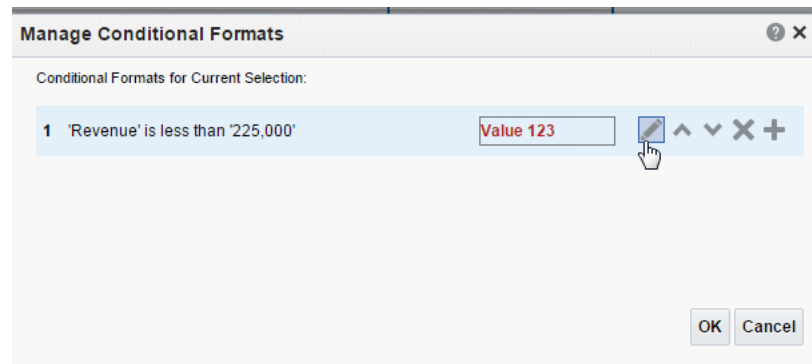 Manage Conditional Formats
Conditional Formats for Current Selection:
1 'Revenue' is less than '225,000' Value 123
OK Cancel